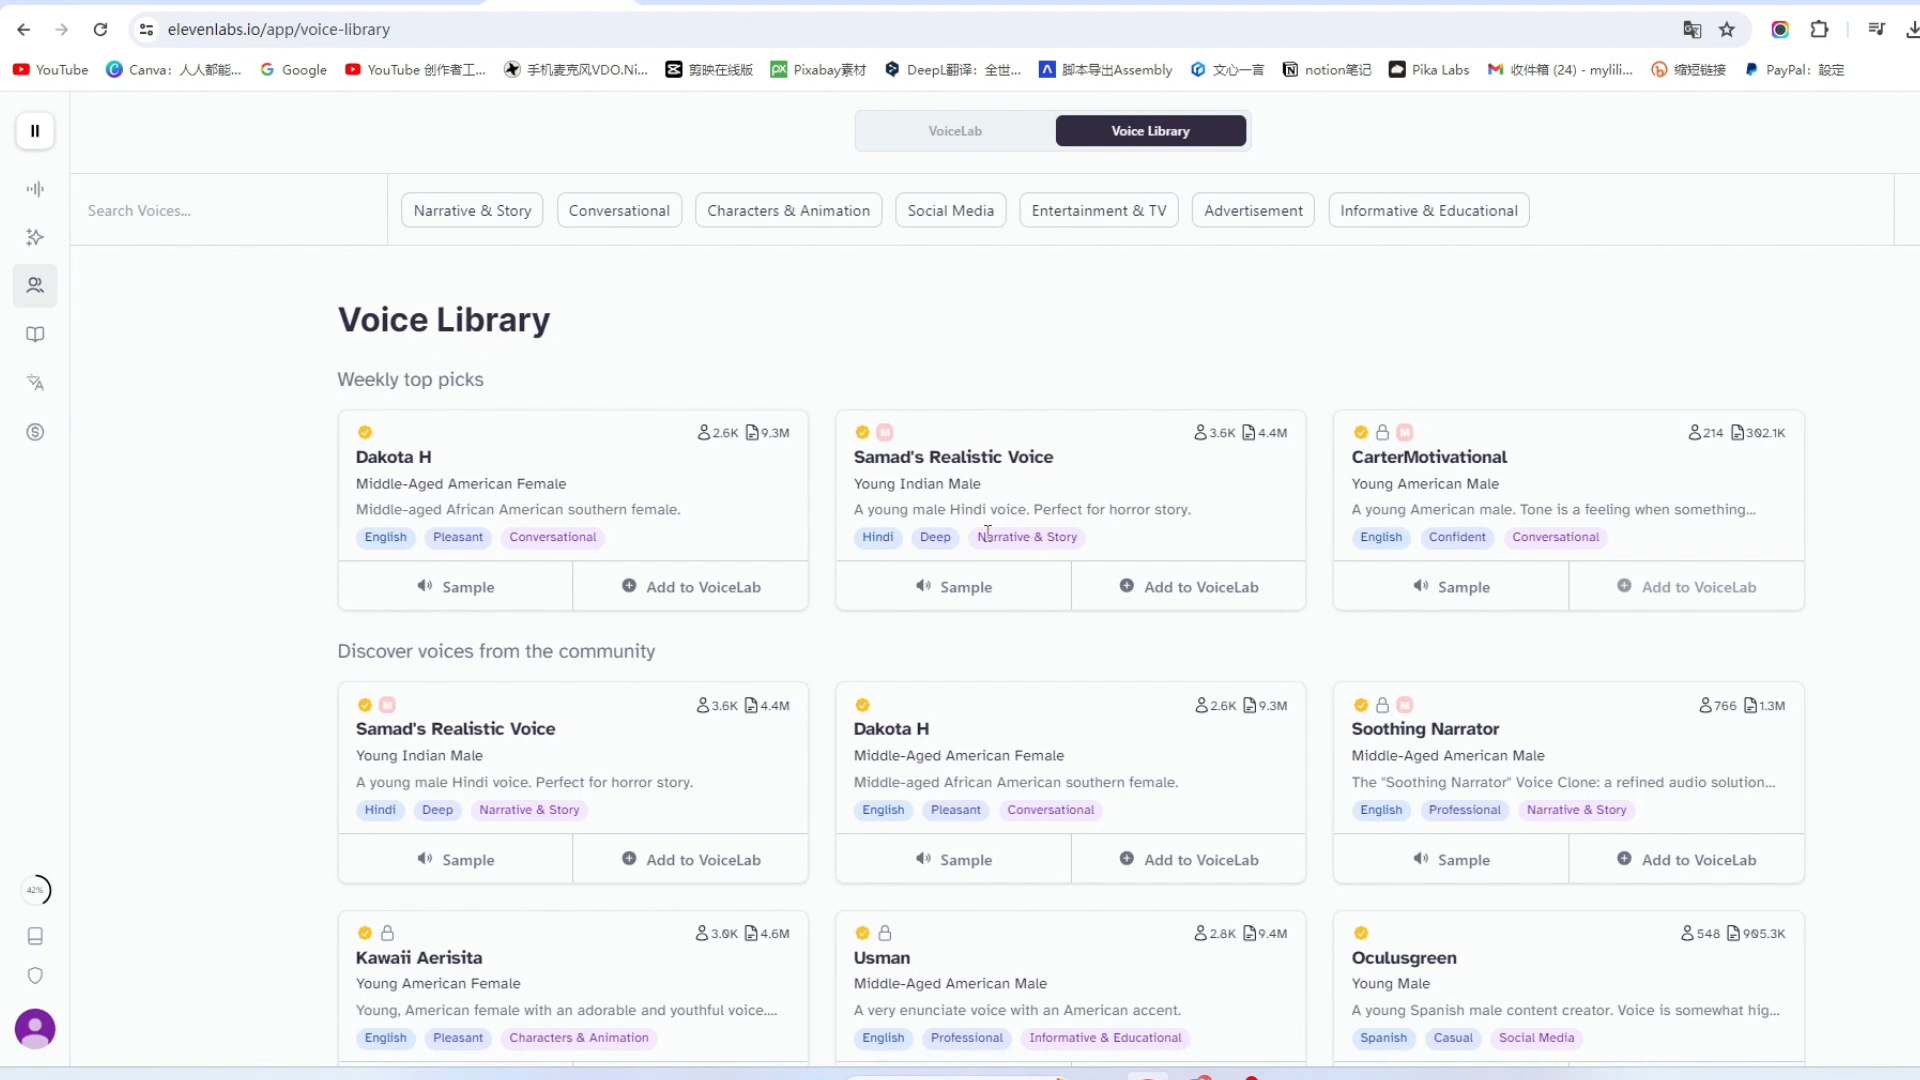 elevenlabs.io/app/voice-library
YouTube Canva：人人都能... Google YouTube 创作者工... 手机麦克风VDO.Ni... 剪映在线版 Pixabay素材 DeepL翻译：全世... 脚本导出Assembly 文心一言 notion笔记 Pika Labs 收件箱 (24) - mylili... 缩短链接 PayPal：設定
VoiceLab Voice Library
Search Voices... Narrative & Story Conversational Characters & Animation Social Media Entertainment & TV Advertisement Informative & Educational
Voice Library
Weekly top picks
2.6K 9.3M
Dakota H
Middle-Aged American Female
Middle-aged African American southern female.
English Pleasant Conversational
Sample Add to VoiceLab
M 3.6K 4.4M
Samad's Realistic Voice
Young Indian Male
A young male Hindi voice. Perfect for horror story.
Hindi Deep Narrative & Story
Sample Add to VoiceLab
M 214 302.1K
CarterMotivational
Young American Male
A young American male. Tone is a feeling when something...
English Confident Conversational
Sample Add to VoiceLab
Discover voices from the community
M 3.6K 4.4M
Samad's Realistic Voice
Young Indian Male
A young male Hindi voice. Perfect for horror story.
Hindi Deep Narrative & Story
Sample Add to VoiceLab
2.6K 9.3M
Dakota H
Middle-Aged American Female
Middle-aged African American southern female.
English Pleasant Conversational
Sample Add to VoiceLab
M 766 1.3M
Soothing Narrator
Middle-Aged American Male
The "Soothing Narrator" Voice Clone: a refined audio solution...
English Professional Narrative & Story
Sample Add to VoiceLab
3.0K 4.6M
Kawaii Aerisita
Young American Female
Young, American female with an adorable and youthful voice....
English Pleasant Characters & Animation
2.8K 9.4M
Usman
Middle-Aged American Male
A very enunciate voice with an American accent.
English Professional Informative & Educational
548 905.3K
Oculusgreen
Young Male
A young Spanish male content creator. Voice is somewhat hig...
Spanish Casual Social Media
42%